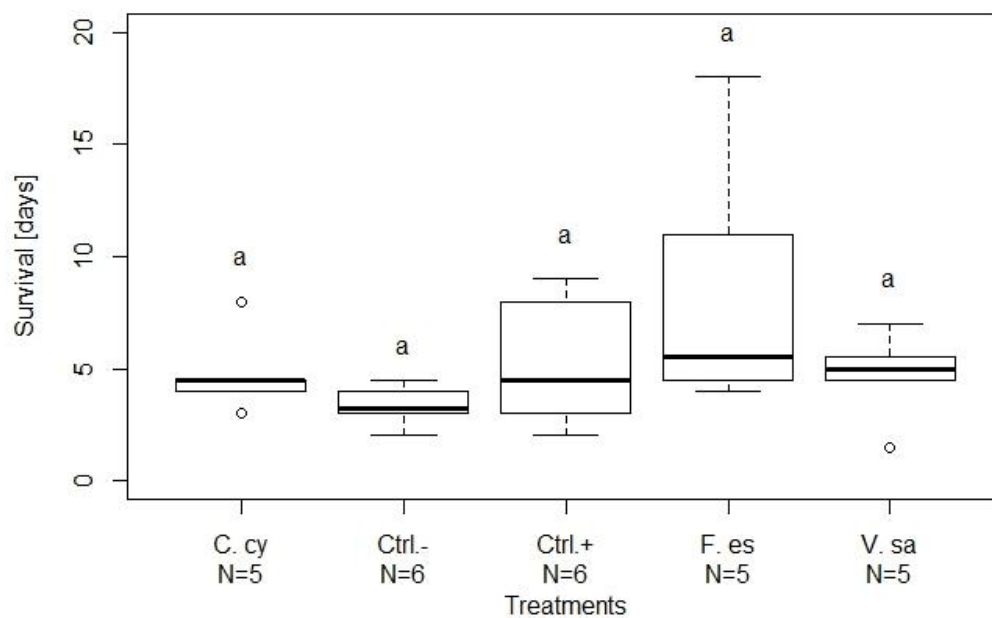 Survival [days]
20
15
10
5
0
a
a
a
a
a
C. cy
N=5
Ctrl.-
N=6
Ctrl.+
N=6
F. es
N=5
V. sa
N=5
Treatments